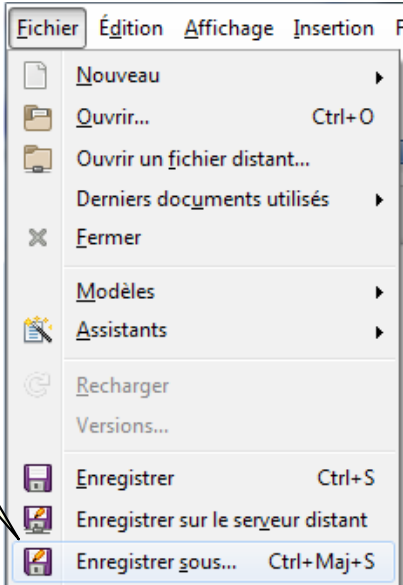 Fichier Édition Affichage Insertion F
Nouveau
Ouvrir... Ctrl+O
Ouvrir un fichier distant...
Derniers documents utilisés
Fermer
Modèles
Assistants
Recharger
Versions...
Enregistrer Ctrl+S
Enregistrer sur le serveur distant
Enregistrer sous... Ctrl+Maj+S